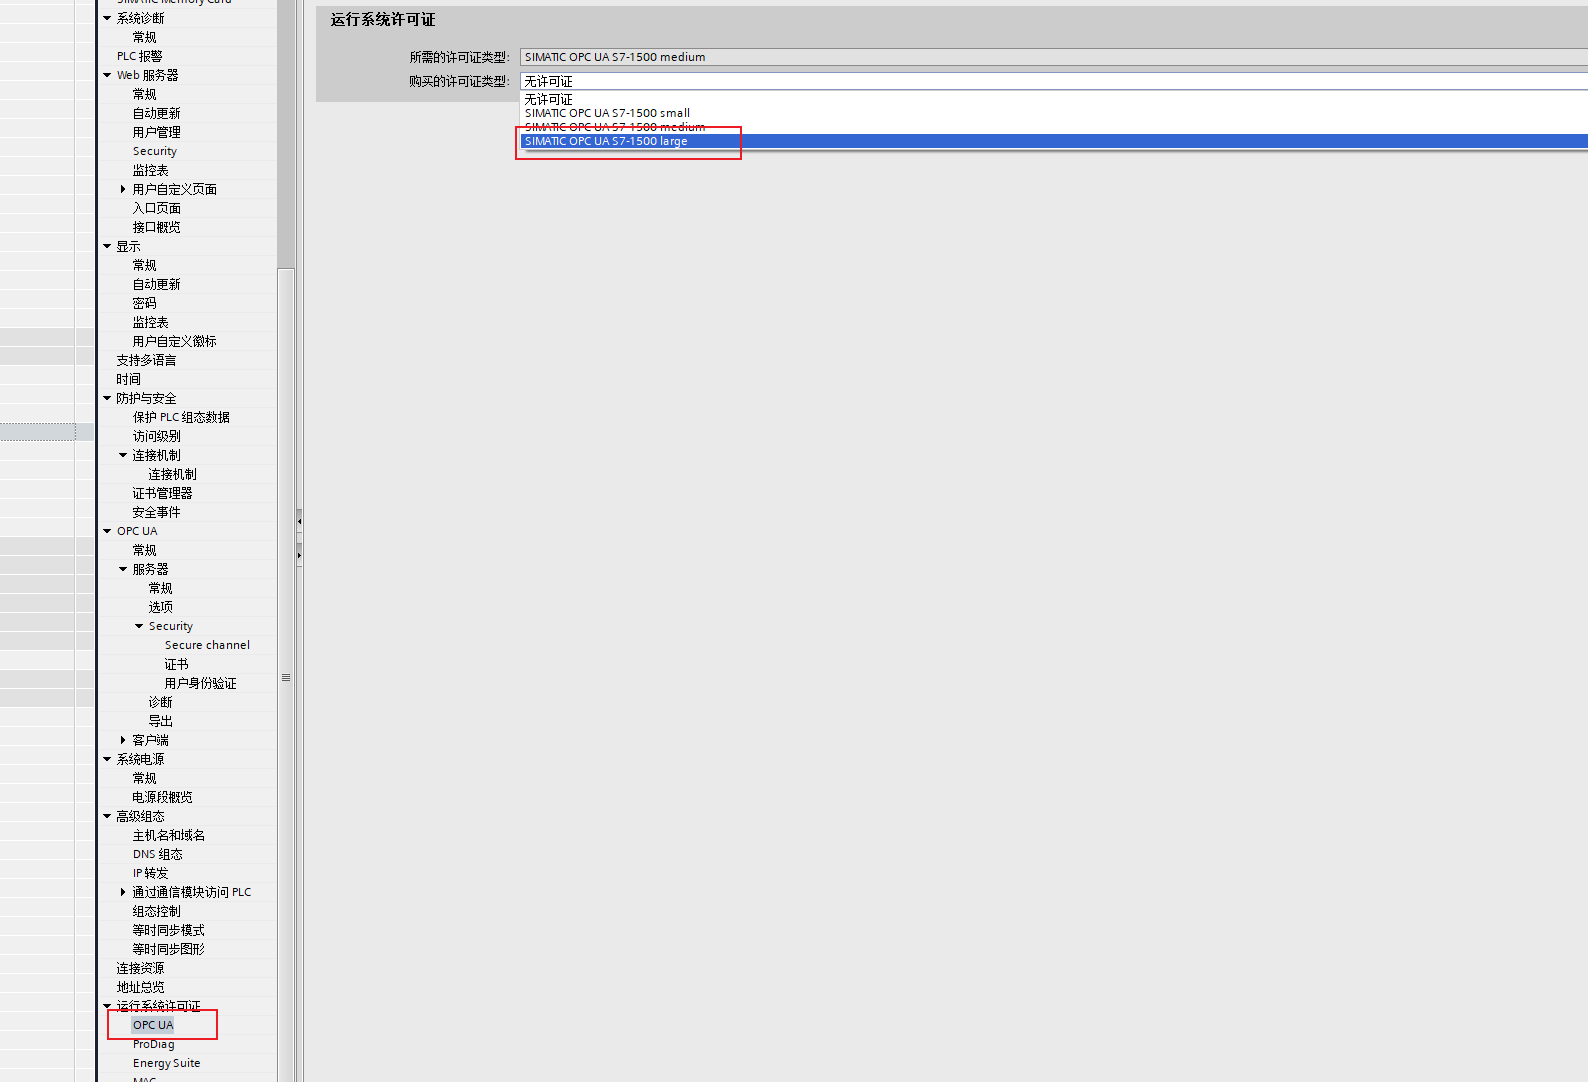 SIMATIC Memory Card
系统诊断
常规
PLC 报警
Web 服务器
常规
自动更新
用户管理
Security
监控表
用户自定义页面
入口页面
接口概览
显示
常规
自动更新
密码
监控表
用户自定义徽标
支持多语言
时间
防护与安全
保护 PLC 组态数据
访问级别
连接机制
连接机制
证书管理器
安全事件
OPC UA
常规
服务器
常规
选项
Security
Secure channel
证书
用户身份验证
诊断
导出
客户端
系统电源
常规
电源段概览
高级组态
主机名和域名
DNS 组态
IP 转发
通过通信模块访问 PLC
组态控制
等时同步模式
等时同步图形
连接资源
地址总览
运行系统许可证
OPC UA
ProDiag
Energy Suite
MAC
运行系统许可证
所需的许可证类型: SIMATIC OPC UA S7-1500 medium
购买的许可证类型: 无许可证
无许可证
SIMATIC OPC UA S7-1500 small
SIMATIC OPC UA S7-1500 medium
SIMATIC OPC UA S7-1500 large